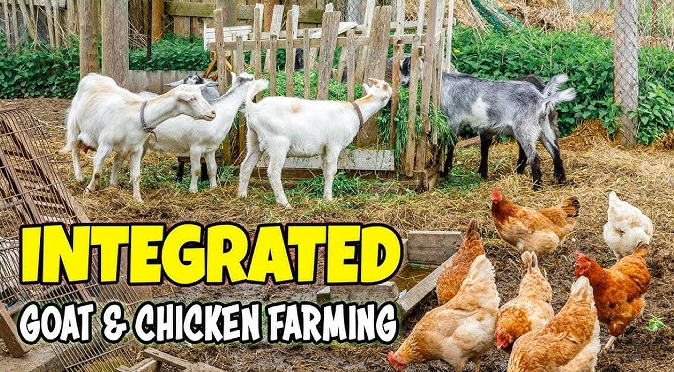 INTEGRATED
GOAT & CHICKEN FARMING